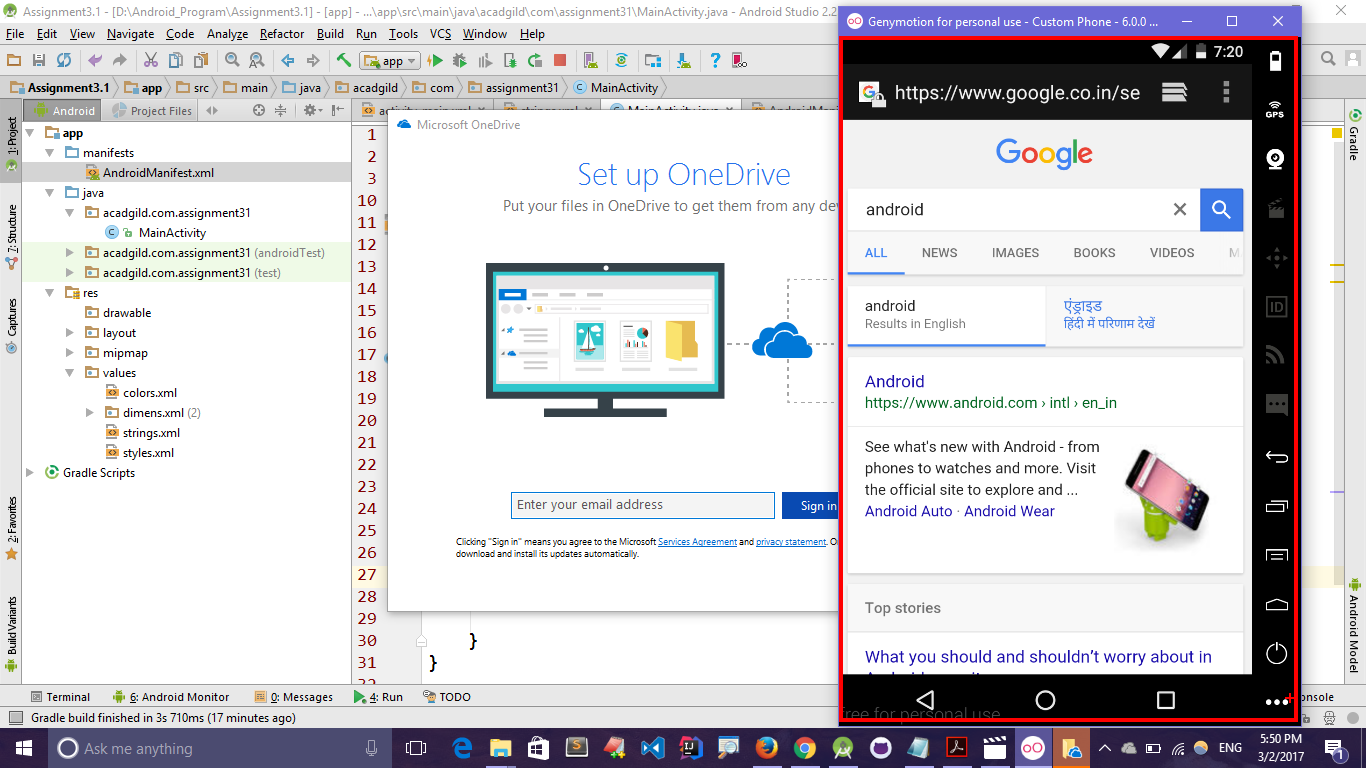 Assignment3.1 - [D:\Android_Program\Assignment3.1] - [app] - ...\app\src\main\java\acadgild\com\assignment31\MainActivity.java - Android Studio 2.2
File Edit View Navigate Code Analyze Refactor Build Run Tools VCS Window Help
app
Assignment3.1 app src main java acadgild com assignment31 MainActivity
Android Project Files
1: Project
7: Structure
Captures
2: Favorites
Build Variants
app
manifests
AndroidManifest.xml
java
acadgild.com.assignment31
MainActivity
acadgild.com.assignment31 (androidTest)
acadgild.com.assignment31 (test)
res
drawable
layout
mipmap
values
colors.xml
dimens.xml (2)
strings.xml
styles.xml
Gradle Scripts
1
2
3
10
11
12
13
14
15
16
17
18
19
20
21
22
23
24
25
26
27
28
29
30 }
31 }
Microsoft OneDrive
Set up OneDrive
Put your files in OneDrive to get them from any
Enter your email address
Sign in
Clicking "Sign in" means you agree to the Microsoft Services Agreement and privacy statement.
download and install its updates automatically.
Genymotion for personal use - Custom Phone - 6.0.0 ...
7:20
https://www.google.co.in/se
Google
android
ALL NEWS IMAGES BOOKS VIDEOS
android
Results in English
एंड्राइड
हिंदी में परिणाम देखें
Android
https://www.android.com › intl › en_in
See what's new with Android - from
phones to watches and more. Visit
the official site to explore and ...
Android Auto · Android Wear
Top stories
What you should and shouldn’t worry about in
free for personal use
GPS
ID
Gradle
Android Model
Terminal 6: Android Monitor 0: Messages 4: Run TODO
Gradle build finished in 3s 710ms (17 minutes ago)
Ask me anything
ENG
5:50 PM
3/2/2017
1